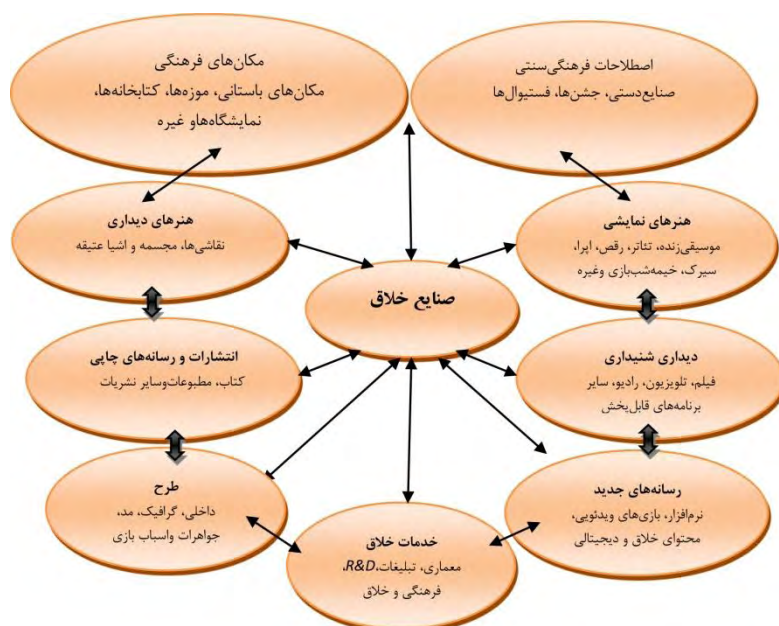 اصطلاحات فرهنگی‌سنتی
صنایع‌دستی، جشن‌ها، فستیوال‌ها
مکان‌های فرهنگی
مکان‌های باستانی، موزه‌ها، کتابخانه‌ها،
نمایشگاه‌هاو غیره
هنرهای نمایشی
موسیقی‌زنده، تئاتر، رقص، اپرا،
سیرک، خیمه‌شب‌بازی وغیره
هنرهای دیداری
نقاشی‌ها، مجسمه و اشیا عتیقه
صنایع خلاق
دیداری شنیداری
فیلم، تلویزیون، رادیو، سایر
برنامه‌های قابل‌پخش
انتشارات و رسانه‌های چاپی
کتاب، مطبوعات‌وسایر نشریات
رسانه‌های جدید
نرم‌افزار، بازی‌های ویدئویی،
محتوای خلاق و دیجیتالی
طرح
داخلی، گرافیک، مد،
جواهرات واسباب بازی
خدمات خلاق
معماری، تبلیغات،R&D،
فرهنگی و خلاق